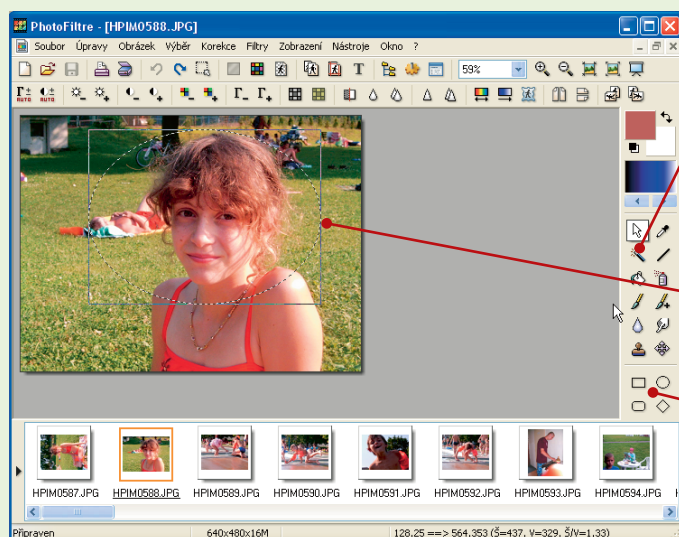 PhotoFiltre - [HPIM0588.JPG]
Soubor Úpravy Obrázek Výběr Korekce Filtry Zobrazení Nástroje Okno ?
T 59%
AUTO AUTO
HPIM0587.JPG HPIM0588.JPG HPIM0589.JPG HPIM0590.JPG HPIM0591.JPG HPIM0592.JPG HPIM0593.JPG HPIM0594.JPG
Připraven 640x480x16M 128.25 ==> 564.353 (Š=437, V=329, Š/V=1.33)